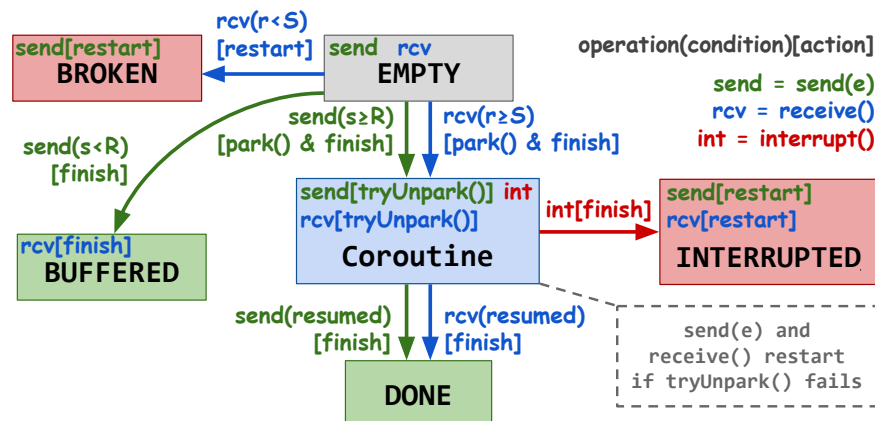 rcv(r<S)
[restart]
send[restart]
BROKEN
send rcv
EMPTY
operation(condition)[action]
send = send(e)
rcv = receive()
int = interrupt()
send(s<R)
[finish]
send(s≥R)
[park() & finish]
rcv(r≥S)
[park() & finish]
rcv[finish]
BUFFERED
send[tryUnpark()] int
rcv[tryUnpark()]
Coroutine
int[finish]
send[restart]
rcv[restart]
INTERRUPTED
send(resumed)
[finish]
rcv(resumed)
[finish]
send(e) and
receive() restart
if tryUnpark() fails
DONE